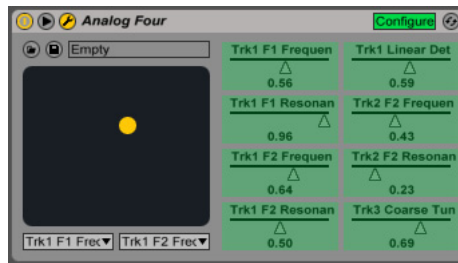 Analog Four
Configure
Empty
Trk1 F1 Frequen
0.56
Trk1 Linear Det
0.59
Trk1 F1 Resonan
0.96
Trk2 F2 Frequen
0.43
Trk1 F2 Frequen
0.64
Trk2 F2 Resonan
0.23
Trk1 F2 Resonan
0.50
Trk3 Coarse Tun
0.69
Trk1 F1 Frec
Trk1 F2 Frec